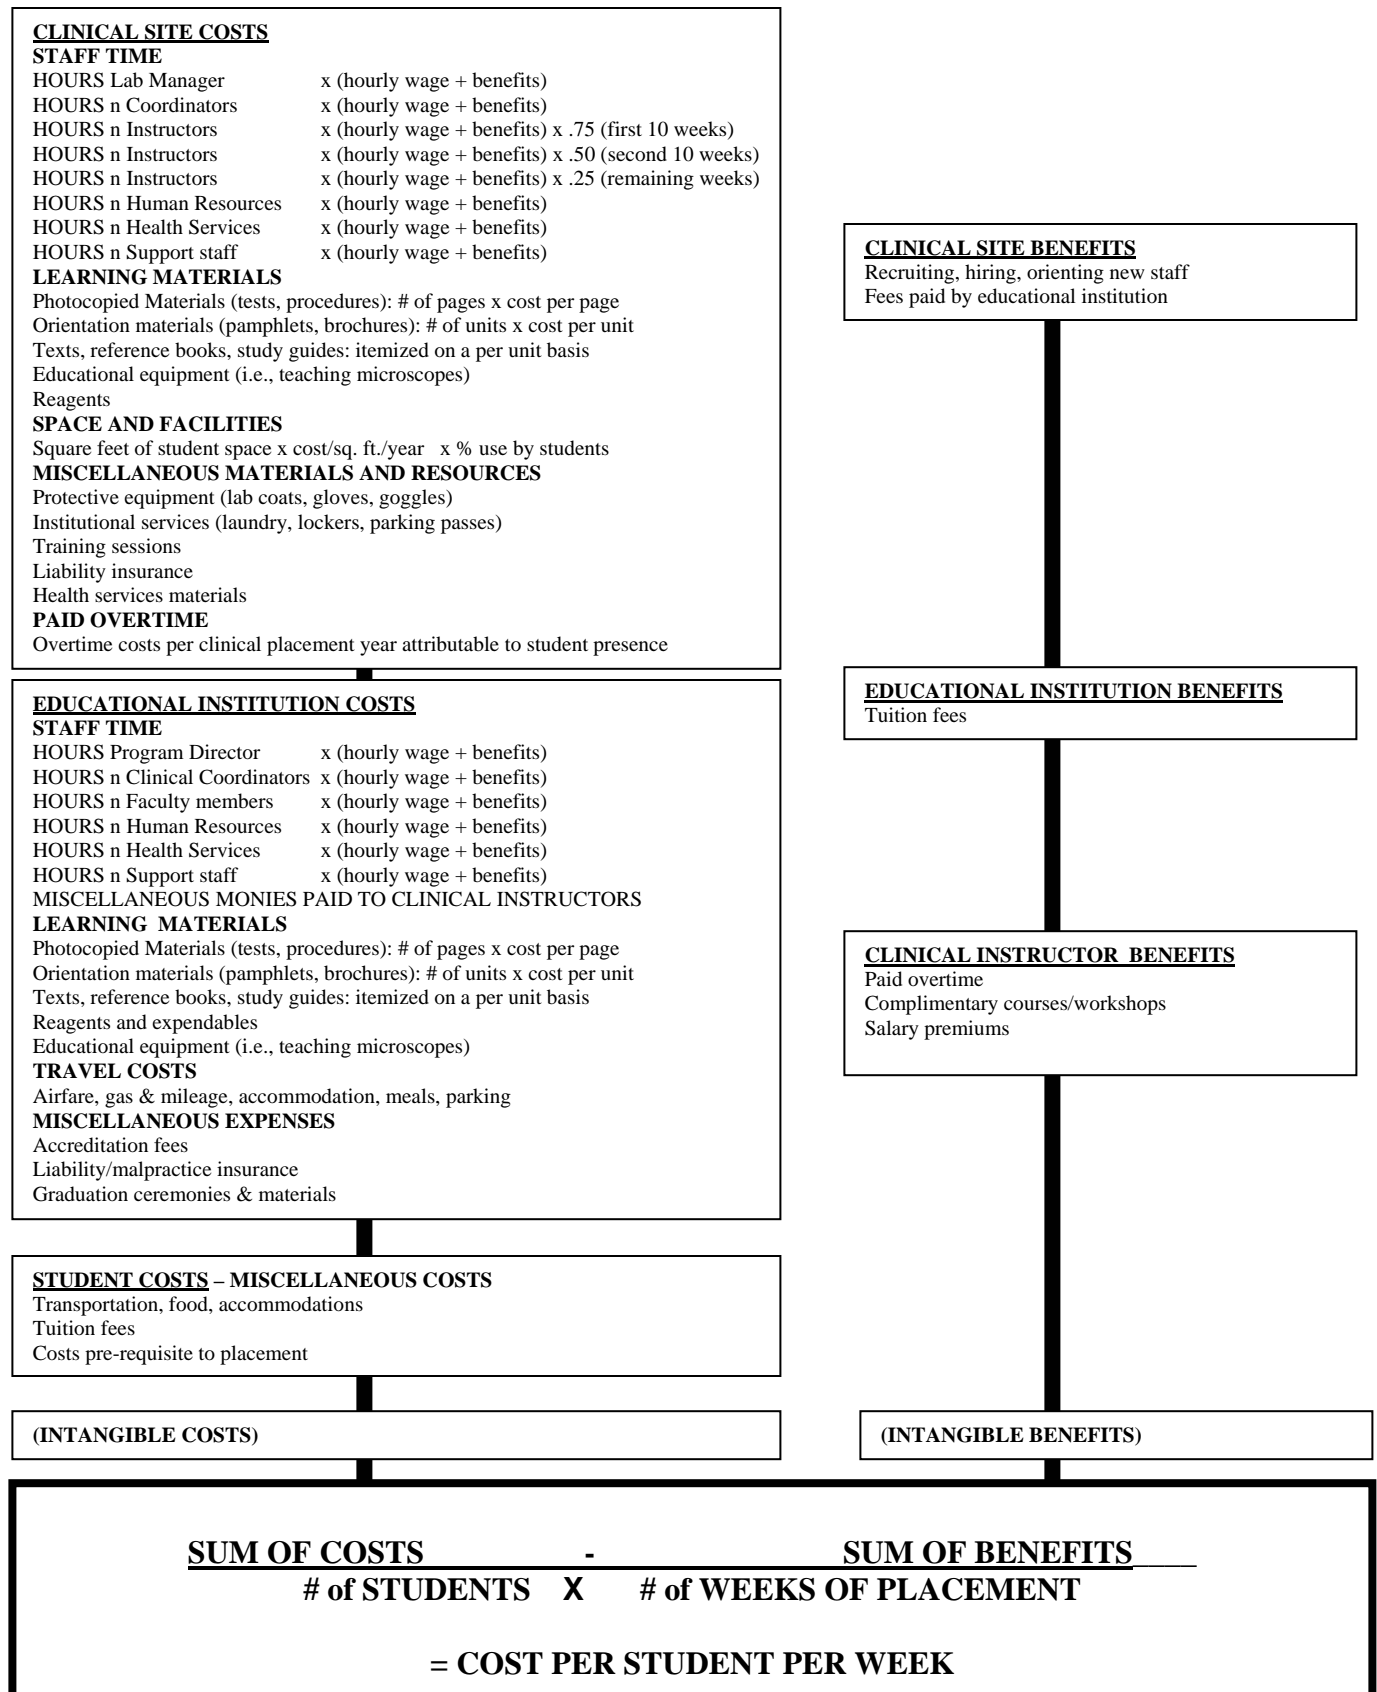 CLINICAL SITE COSTS
STAFF TIME
HOURS Lab Manager x (hourly wage + benefits)
HOURS n Coordinators x (hourly wage + benefits)
HOURS n Instructors x (hourly wage + benefits) x .75 (first 10 weeks)
HOURS n Instructors x (hourly wage + benefits) x .50 (second 10 weeks)
HOURS n Instructors x (hourly wage + benefits) x .25 (remaining weeks)
HOURS n Human Resources x (hourly wage + benefits)
HOURS n Health Services x (hourly wage + benefits)
HOURS n Support staff x (hourly wage + benefits)
LEARNING MATERIALS
Photocopied Materials (tests, procedures): # of pages x cost per page
Orientation materials (pamphlets, brochures): # of units x cost per unit
Texts, reference books, study guides: itemized on a per unit basis
Educational equipment (i.e., teaching microscopes)
Reagents
SPACE AND FACILITIES
Square feet of student space x cost/sq. ft./year x % use by students
MISCELLANEOUS MATERIALS AND RESOURCES
Protective equipment (lab coats, gloves, goggles)
Institutional services (laundry, lockers, parking passes)
Training sessions
Liability insurance
Health services materials
PAID OVERTIME
Overtime costs per clinical placement year attributable to student presence
EDUCATIONAL INSTITUTION COSTS
STAFF TIME
HOURS Program Director x (hourly wage + benefits)
HOURS n Clinical Coordinators x (hourly wage + benefits)
HOURS n Faculty members x (hourly wage + benefits)
HOURS n Human Resources x (hourly wage + benefits)
HOURS n Health Services x (hourly wage + benefits)
HOURS n Support staff x (hourly wage + benefits)
MISCELLANEOUS MONIES PAID TO CLINICAL INSTRUCTORS
LEARNING MATERIALS
Photocopied Materials (tests, procedures): # of pages x cost per page
Orientation materials (pamphlets, brochures): # of units x cost per unit
Texts, reference books, study guides: itemized on a per unit basis
Reagents and expendables
Educational equipment (i.e., teaching microscopes)
TRAVEL COSTS
Airfare, gas & mileage, accommodation, meals, parking
MISCELLANEOUS EXPENSES
Accreditation fees
Liability/malpractice insurance
Graduation ceremonies & materials
STUDENT COSTS – MISCELLANEOUS COSTS
Transportation, food, accommodations
Tuition fees
Costs pre-requisite to placement
(INTANGIBLE COSTS)
CLINICAL SITE BENEFITS
Recruiting, hiring, orienting new staff
Fees paid by educational institution
EDUCATIONAL INSTITUTION BENEFITS
Tuition fees
CLINICAL INSTRUCTOR BENEFITS
Paid overtime
Complimentary courses/workshops
Salary premiums
(INTANGIBLE BENEFITS)
SUM OF COSTS - SUM OF BENEFITS____
# of STUDENTS X # of WEEKS OF PLACEMENT
= COST PER STUDENT PER WEEK